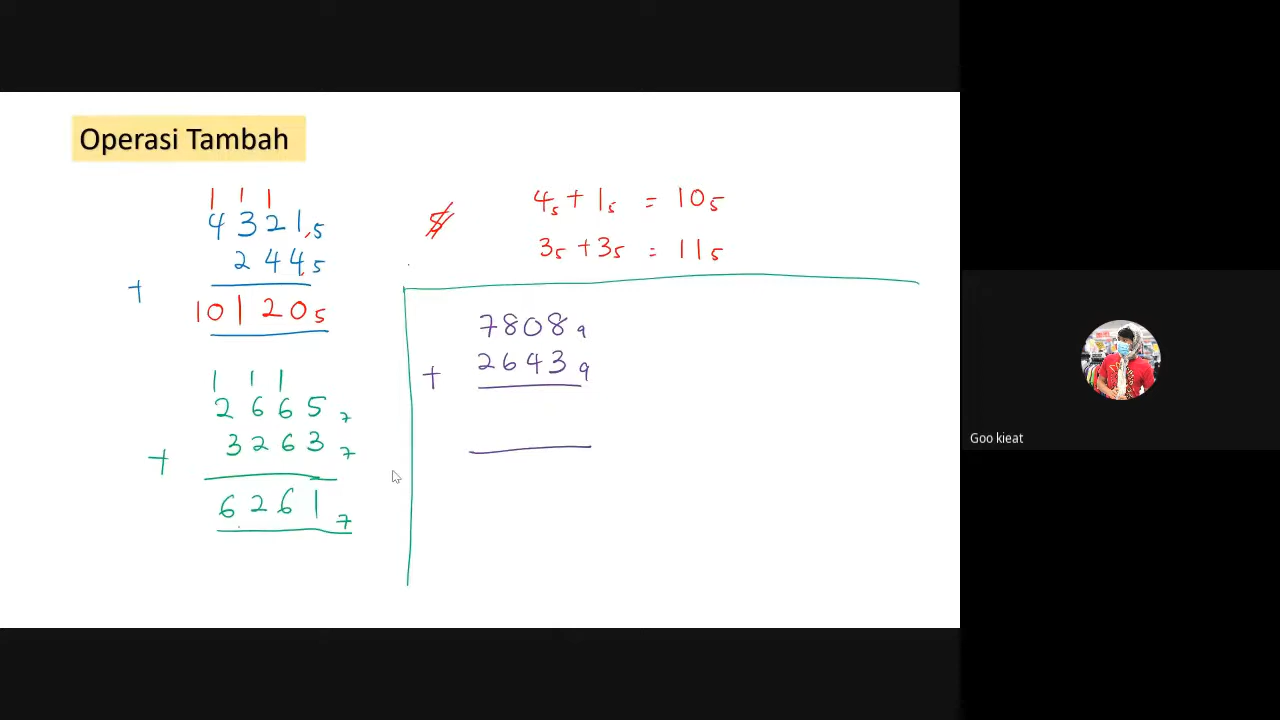 Operasi Tambah
1 1 1
4321₅
244₅
+
10120₅
$
4₅ + 1₅ = 10₅
3₅ + 3₅ = 11₅
1 1 1
2665₇
3263₇
+
6261₇
7808₉
2643₉
+
Goo kieat